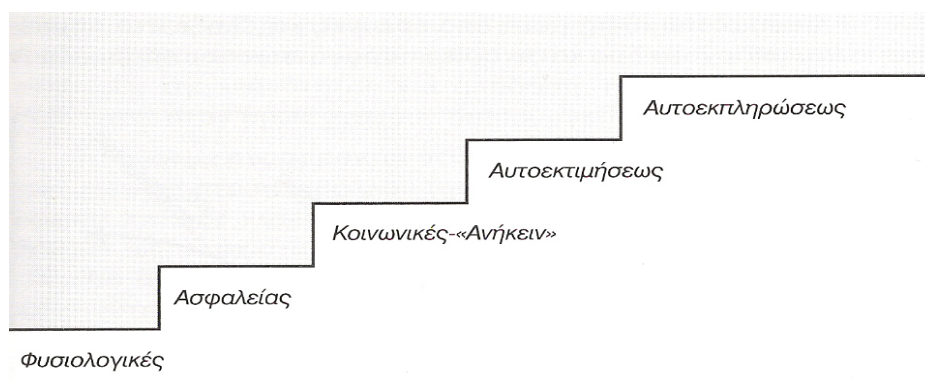 Αυτοεκπληρώσεως
Αυτοεκτιμήσεως
Κοινωνικές-«Ανήκειν»
Ασφαλείας
Φυσιολογικές